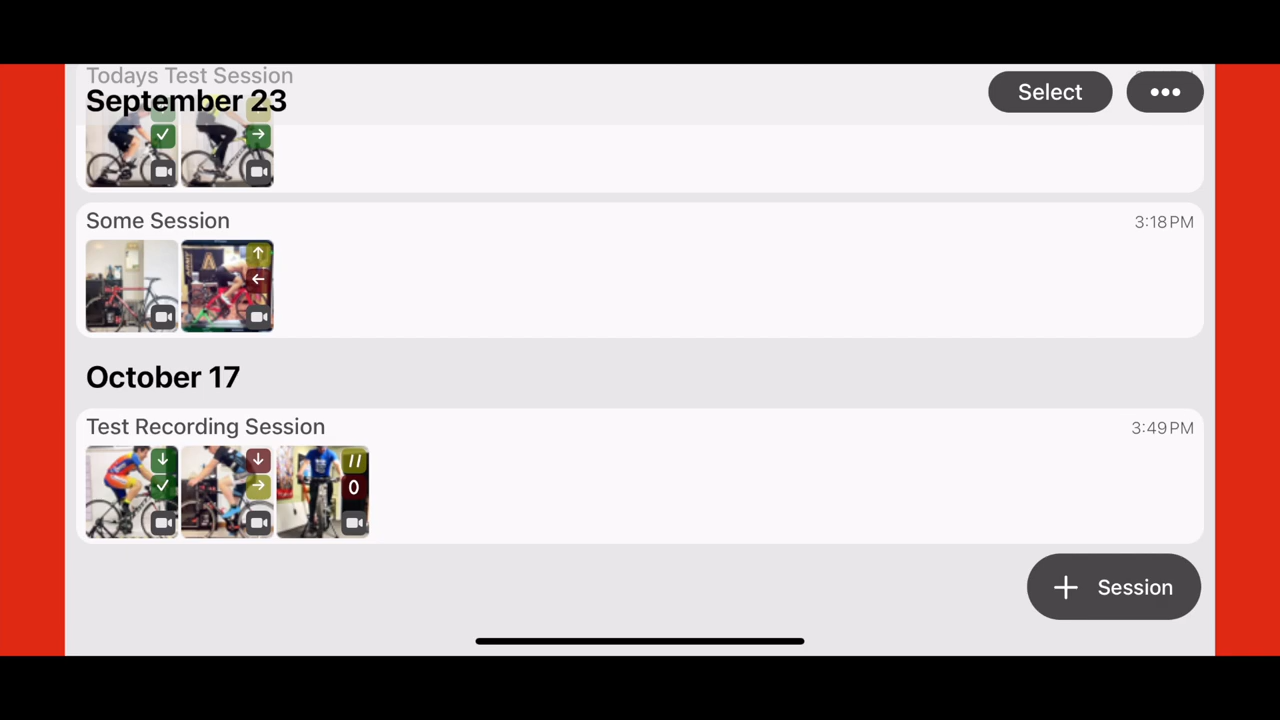 Todays Test Session
September 23
Select
Some Session
3:18 PM
October 17
Test Recording Session
3:49 PM
Session